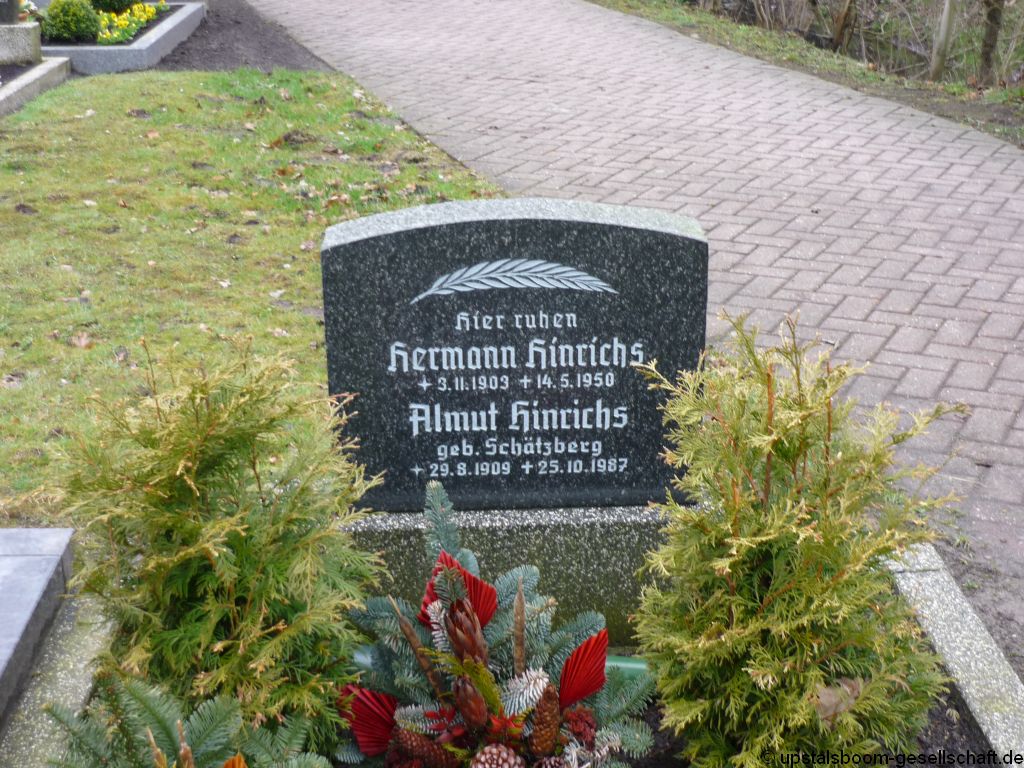 Hier ruhen
Hermann Hinrichs
+ 3.11.1903 + 14.5.1950
Almut Hinrichs
geb. Schätzberg
+ 29.8.1909 + 25.10.1987
© upstalsboom-gesellschaft.de